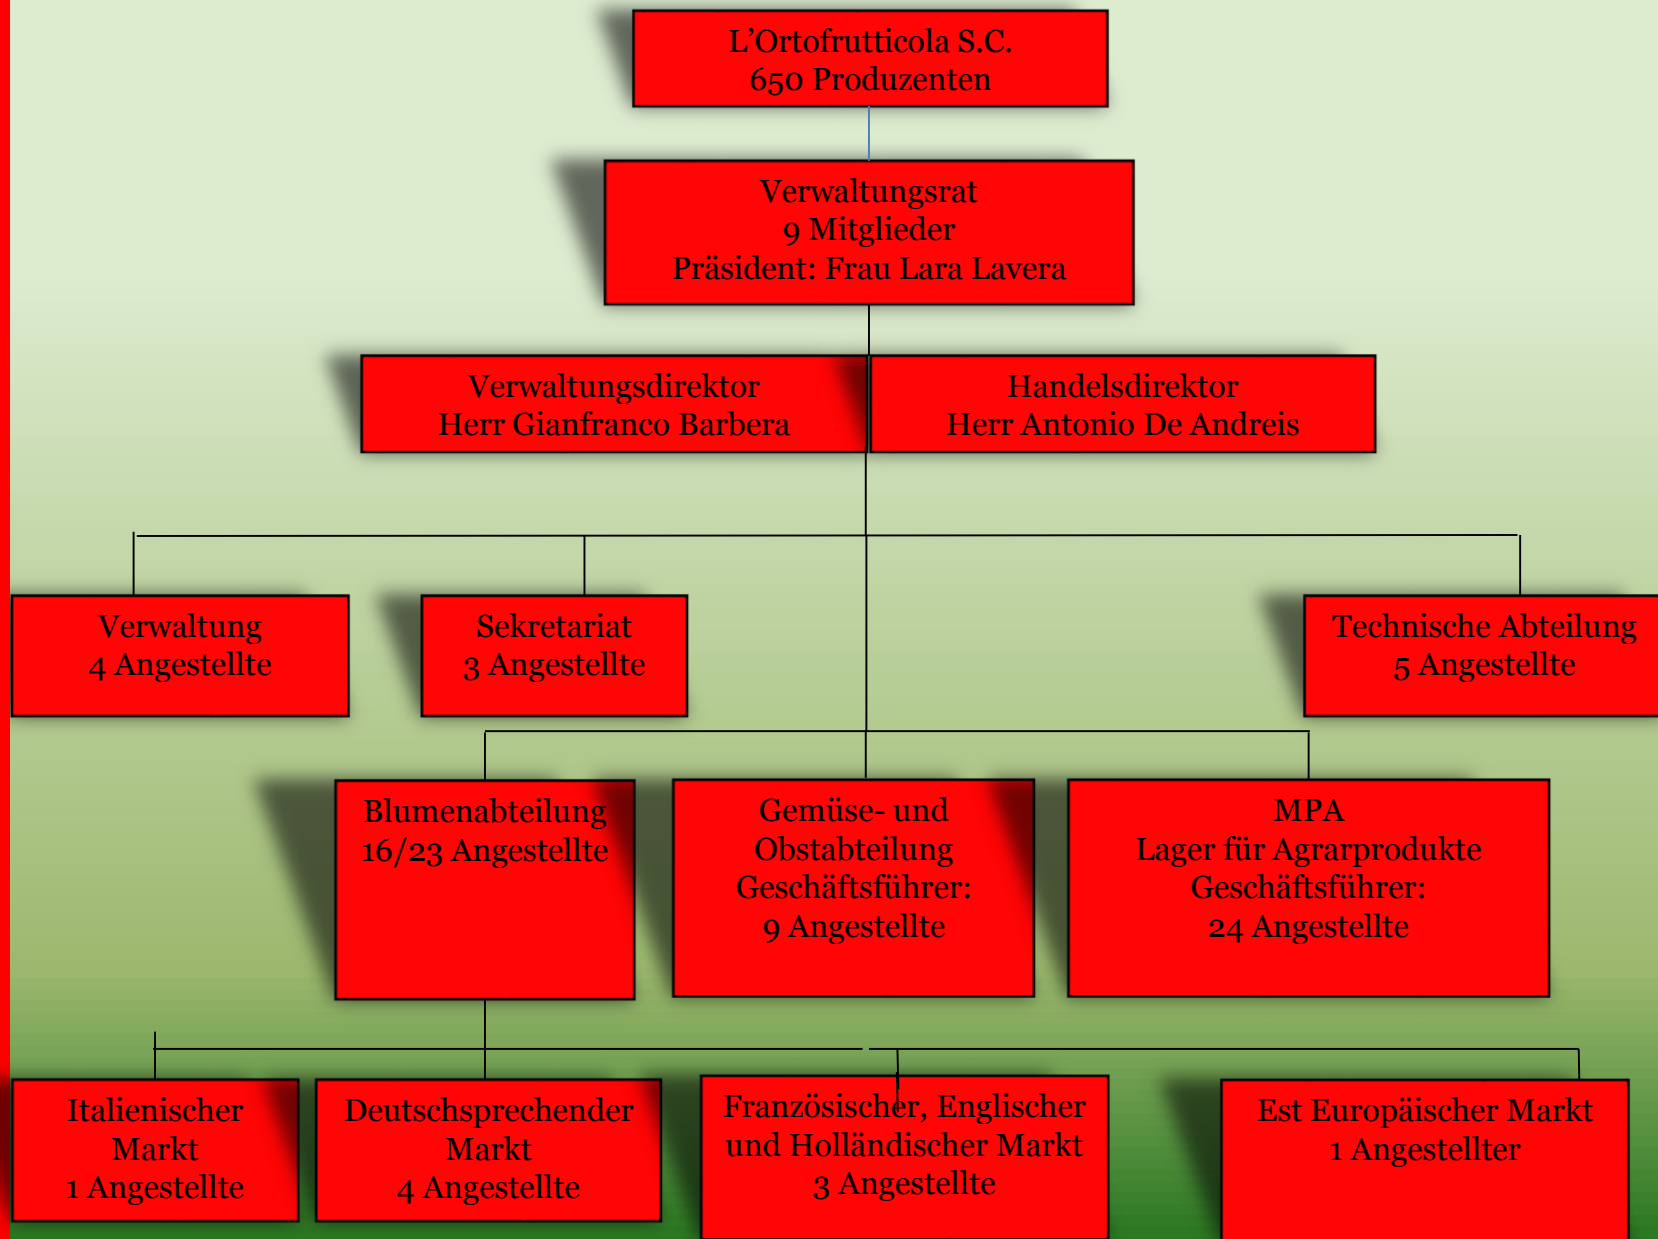 L’Ortofrutticola S.C.
650 Produzenten
Verwaltungsrat
9 Mitglieder
Präsident: Frau Lara Lavera
Verwaltungsdirektor
Herr Gianfranco Barbera
Handelsdirektor
Herr Antonio De Andreis
Verwaltung
4 Angestellte
Sekretariat
3 Angestellte
Technische Abteilung
5 Angestellte
Blumenabteilung
16/23 Angestellte
Gemüse- und
Obstabteilung
Geschäftsführer:
9 Angestellte
MPA
Lager für Agrarprodukte
Geschäftsführer:
24 Angestellte
Italienischer
Markt
1 Angestellte
Deutschsprechender
Markt
4 Angestellte
Französischer, Englischer
und Holländischer Markt
3 Angestellte
Est Europäischer Markt
1 Angestellter